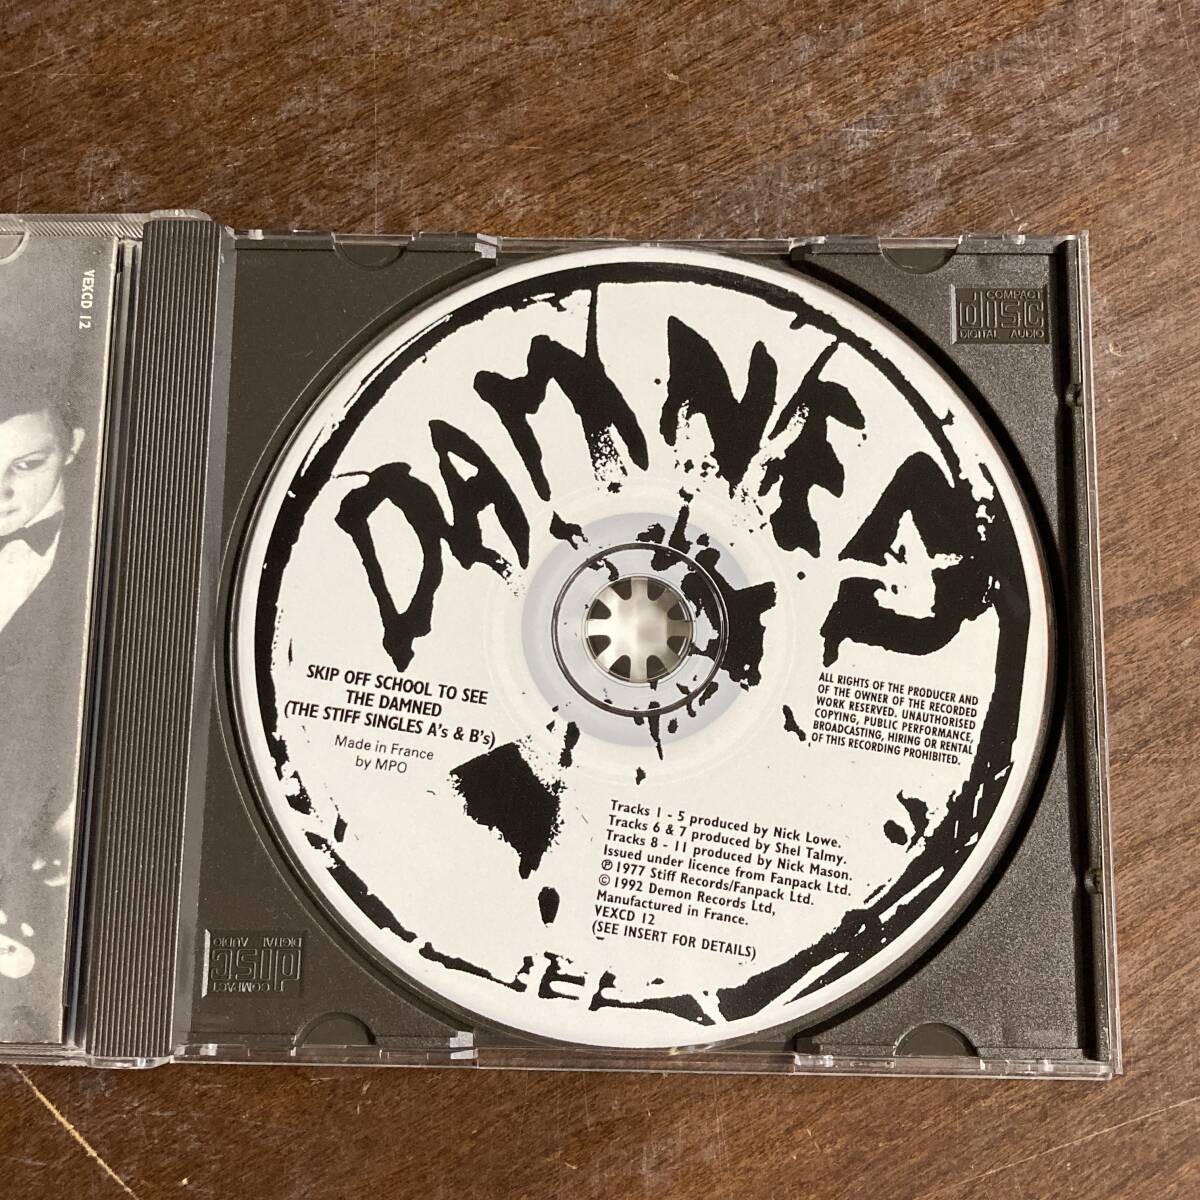 VEXCD 12
COMPACT
disc
DIGITAL AUDIO
DAMNED
SKIP OFF SCHOOL TO SEE
THE DAMNED
(THE STIFF SINGLES A's & B's)
Made in France
by MPO
ALL RIGHTS OF THE PRODUCER AND
OF THE OWNER OF THE RECORDED
WORK RESERVED. UNAUTHORISED
COPYING, PUBLIC PERFORMANCE,
BROADCASTING, HIRING OR RENTAL
OF THIS RECORDING PROHIBITED.
Tracks 1 - 5 produced by Nick Lowe.
Tracks 6 & 7 produced by Shel Talmy.
Tracks 8 - 11 produced by Nick Mason.
Issued under licence from Fanpack Ltd.
℗ 1977 Stiff Records/Fanpack Ltd.
© 1992 Demon Records Ltd,
Manufactured in France.
VEXCD 12
(SEE INSERT FOR DETAILS)
COMPACT
disc
DIGITAL AUDIO